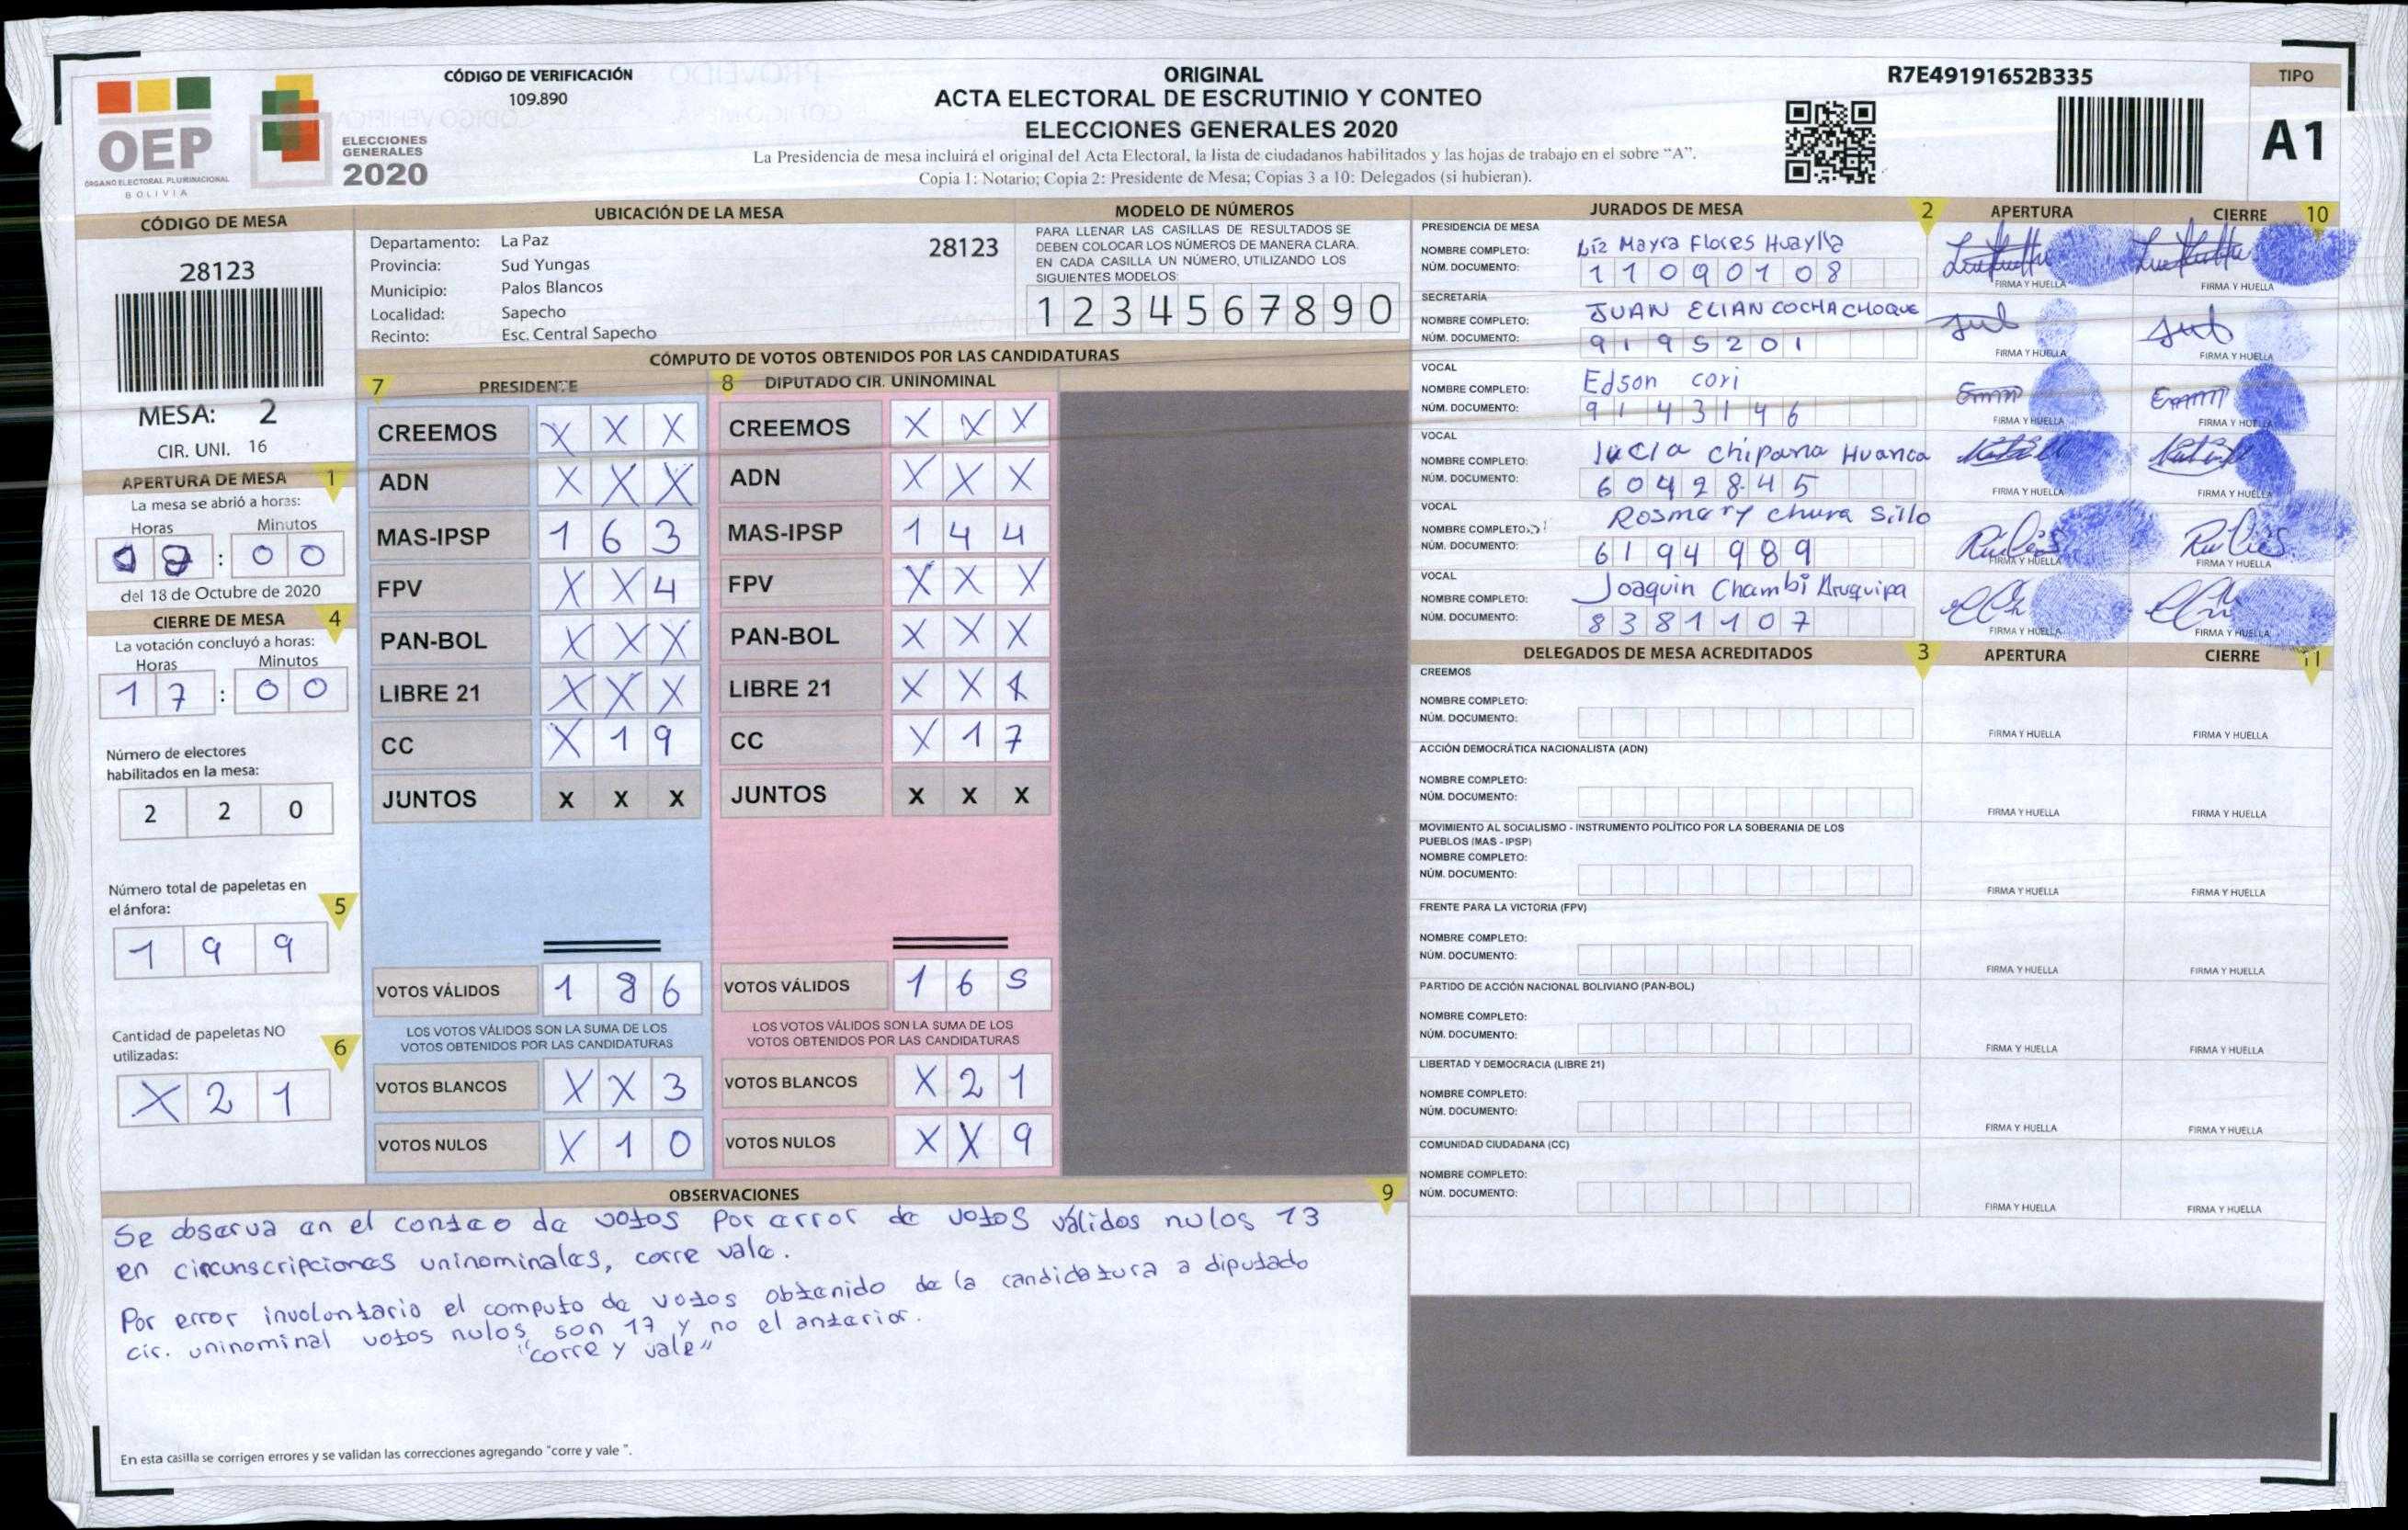 CÓDIGO DE VERIFICACIÓN
109.890
ORIGINAL
ACTA ELECTORAL DE ESCRUTINIO Y CONTEO
ELECCIONES GENERALES 2020
La Presidencia de mesa incluirá el original del Acta Electoral, la lista de ciudadanos habilitados y las hojas de trabajo en el sobre “A”.
Copia 1: Notario; Copia 2: Presidente de Mesa; Copias 3 a 10: Delegados (si hubieran).
R7E49191652B335
TIPO
A1
OEP
ÓRGANO ELECTORAL PLURINACIONAL
BOLIVIA
ELECCIONES
GENERALES
2020
CÓDIGO DE MESA
28123
MESA: 2
CIR. UNI. 16
APERTURA DE MESA 1
La mesa se abrió a horas:
Horas Minutos
: 0 0
del 18 de Octubre de 2020
CIERRE DE MESA 4
La votación concluyó a horas:
Horas Minutos
1 7 : 0 0
Número de electores
habilitados en la mesa:
2 2 0
Número total de papeletas en
el ánfora: 5
1 9 9
Cantidad de papeletas NO
utilizadas: 6
X 2 1
UBICACIÓN DE LA MESA
Departamento: La Paz 28123
Provincia: Sud Yungas
Municipio: Palos Blancos
Localidad: Sapecho
Recinto: Esc. Central Sapecho
MODELO DE NÚMEROS
PARA LLENAR LAS CASILLAS DE RESULTADOS SE
DEBEN COLOCAR LOS NÚMEROS DE MANERA CLARA.
EN CADA CASILLA UN NÚMERO, UTILIZANDO LOS
SIGUIENTES MODELOS:
1 2 3 4 5 6 7 8 9 0
CÓMPUTO DE VOTOS OBTENIDOS POR LAS CANDIDATURAS
7 PRESIDENTE 8 DIPUTADO CIR. UNINOMINAL
CREEMOS X X X CREEMOS X X X
ADN X X X ADN X X X
MAS-IPSP 1 6 3 MAS-IPSP 1 4 4
FPV X X 4 FPV X X X
PAN-BOL X X X PAN-BOL X X X
LIBRE 21 X X X LIBRE 21 X X
CC X 1 9 CC X 1 7
JUNTOS X X X JUNTOS X X X
VOTOS VÁLIDOS 1 8 6 VOTOS VÁLIDOS 1 6 5
LOS VOTOS VÁLIDOS SON LA SUMA DE LOS
VOTOS OBTENIDOS POR LAS CANDIDATURAS
LOS VOTOS VÁLIDOS SON LA SUMA DE LOS
VOTOS OBTENIDOS POR LAS CANDIDATURAS
VOTOS BLANCOS X X 3 VOTOS BLANCOS X 2 1
VOTOS NULOS X 1 0 VOTOS NULOS X X 9
OBSERVACIONES 9
Se observa en el conteo de votos por error de votos válidos nulos 13
en circunscripciones uninominales, corre vale.
Por error involontario el computo de votos obtenido de la candidatura a diputado
cir. uninominal votos nulos son 13 y no el anterior.
"corre y vale"
En esta casilla se corrigen errores y se validan las correcciones agregando "corre y vale ".
JURADOS DE MESA 2 APERTURA CIERRE 10
PRESIDENCIA DE MESA
NOMBRE COMPLETO: Liz Mayra Flores Huaylla
NÚM. DOCUMENTO: 1 1 0 9 0 1 0 8
FIRMA Y HUELLA FIRMA Y HUELLA
SECRETARÍA
NOMBRE COMPLETO: JUAN ELIAN COCHA CHOQUE
NÚM. DOCUMENTO: 9 1 9 5 2 0 1
FIRMA Y HUELLA FIRMA Y HUELLA
VOCAL
NOMBRE COMPLETO: Edson cori
NÚM. DOCUMENTO: 9 1 4 3 1 4 6
FIRMA Y HUELLA FIRMA Y HUELLA
VOCAL
NOMBRE COMPLETO: lucia chipana Huanca
NÚM. DOCUMENTO: 6 0 4 2 8 4 5
FIRMA Y HUELLA FIRMA Y HUELLA
VOCAL
NOMBRE COMPLETO: Rosmery chura Sillo
NÚM. DOCUMENTO: 6 1 9 4 9 8 9
FIRMA Y HUELLA FIRMA Y HUELLA
VOCAL
NOMBRE COMPLETO: Joaquin Chambi Aruquipa
NÚM. DOCUMENTO: 8 3 8 1 1 0 7
FIRMA Y HUELLA FIRMA Y HUELLA
DELEGADOS DE MESA ACREDITADOS 3 APERTURA CIERRE 11
CREEMOS
NOMBRE COMPLETO:
NÚM. DOCUMENTO:
FIRMA Y HUELLA FIRMA Y HUELLA
ACCIÓN DEMOCRÁTICA NACIONALISTA (ADN)
NOMBRE COMPLETO:
NÚM. DOCUMENTO:
FIRMA Y HUELLA FIRMA Y HUELLA
MOVIMIENTO AL SOCIALISMO - INSTRUMENTO POLÍTICO POR LA SOBERANIA DE LOS
PUEBLOS (MAS - IPSP)
NOMBRE COMPLETO:
NÚM. DOCUMENTO:
FIRMA Y HUELLA FIRMA Y HUELLA
FRENTE PARA LA VICTORIA (FPV)
NOMBRE COMPLETO:
NÚM. DOCUMENTO:
FIRMA Y HUELLA FIRMA Y HUELLA
PARTIDO DE ACCIÓN NACIONAL BOLIVIANO (PAN-BOL)
NOMBRE COMPLETO:
NÚM. DOCUMENTO:
FIRMA Y HUELLA FIRMA Y HUELLA
LIBERTAD Y DEMOCRACIA (LIBRE 21)
NOMBRE COMPLETO:
NÚM. DOCUMENTO:
FIRMA Y HUELLA FIRMA Y HUELLA
COMUNIDAD CIUDADANA (CC)
NOMBRE COMPLETO:
NÚM. DOCUMENTO:
FIRMA Y HUELLA FIRMA Y HUELLA